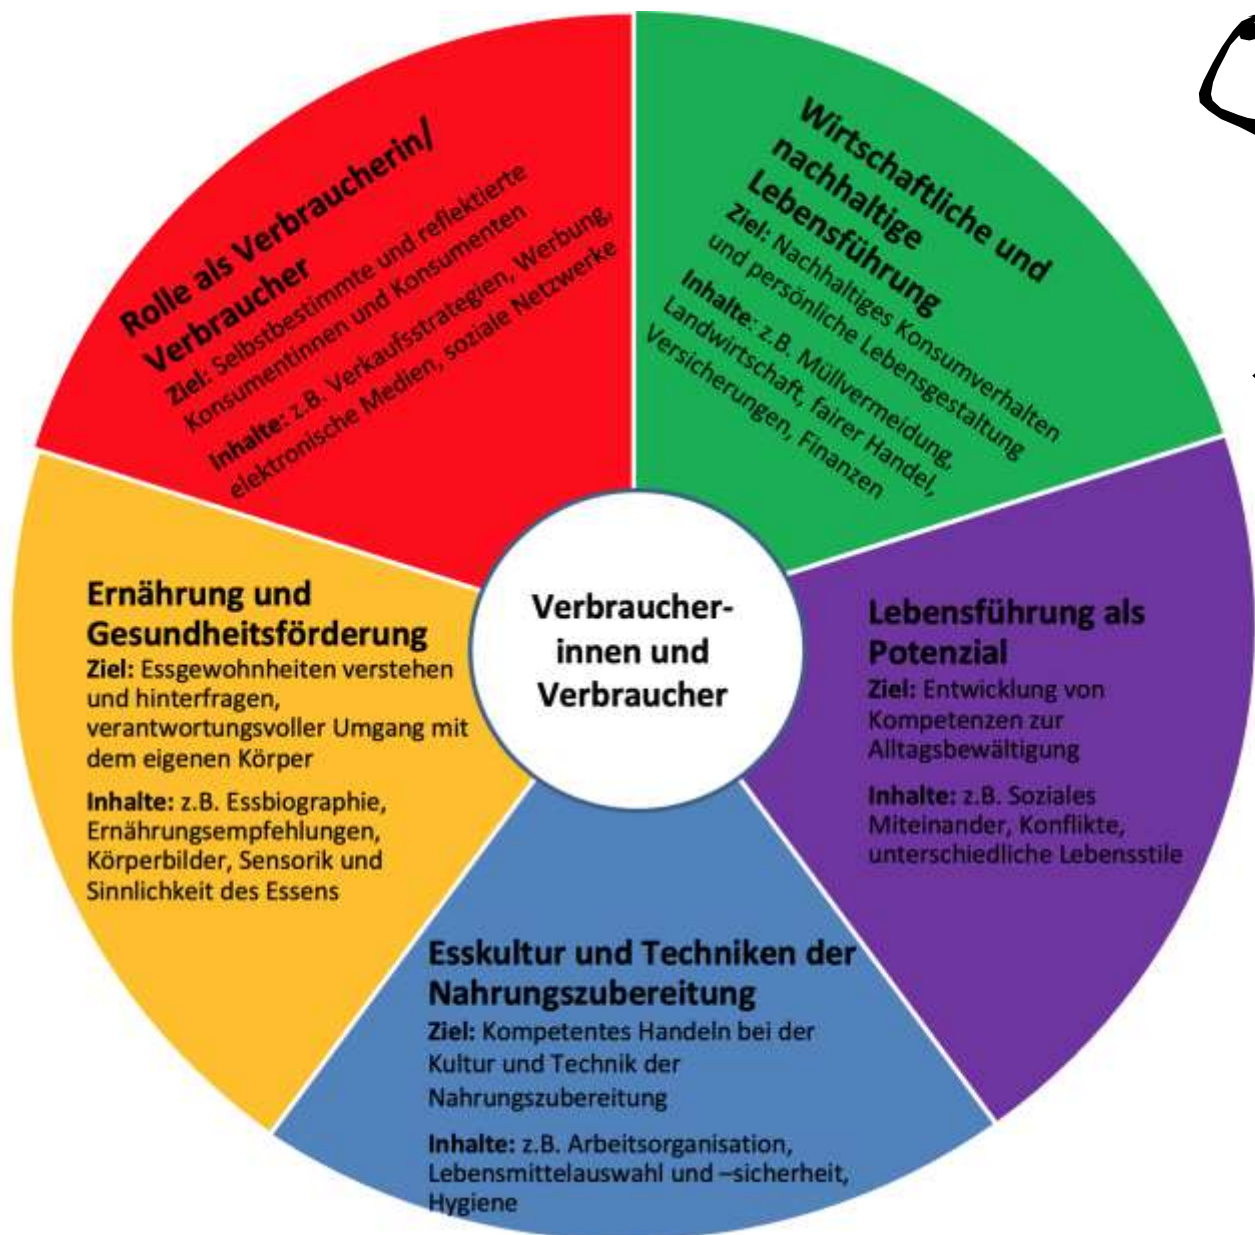 Rolle als Verbraucherin/
Verbraucher
Ziel: Selbstbestimmte und reflektierte
Konsumentinnen und Konsumenten
Inhalte: z.B. Verkaufsstrategien, Werbung,
elektronische Medien, soziale Netzwerke
Wirtschaftliche und
nachhaltige
Lebensführung
Ziel: Nachhaltiges Konsumverhalten
und persönliche Lebensgestaltung
Inhalte: z.B. Müllvermeidung,
Landwirtschaft, fairer Handel,
Versicherungen, Finanzen
Ernährung und
Gesundheitsförderung
Ziel: Essgewohnheiten verstehen
und hinterfragen,
verantwortungsvoller Umgang mit
dem eigenen Körper
Inhalte: z.B. Essbiographie,
Ernährungsempfehlungen,
Körperbilder, Sensorik und
Sinnlichkeit des Essens
Verbraucher-
innen und
Verbraucher
Lebensführung als
Potenzial
Ziel: Entwicklung von
Kompetenzen zur
Alltagsbewältigung
Inhalte: z.B. Soziales
Miteinander, Konflikte,
unterschiedliche Lebensstile
Esskultur und Techniken der
Nahrungszubereitung
Ziel: Kompetentes Handeln bei der
Kultur und Technik der
Nahrungszubereitung
Inhalte: z.B. Arbeitsorganisation,
Lebensmittelauswahl und –sicherheit,
Hygiene